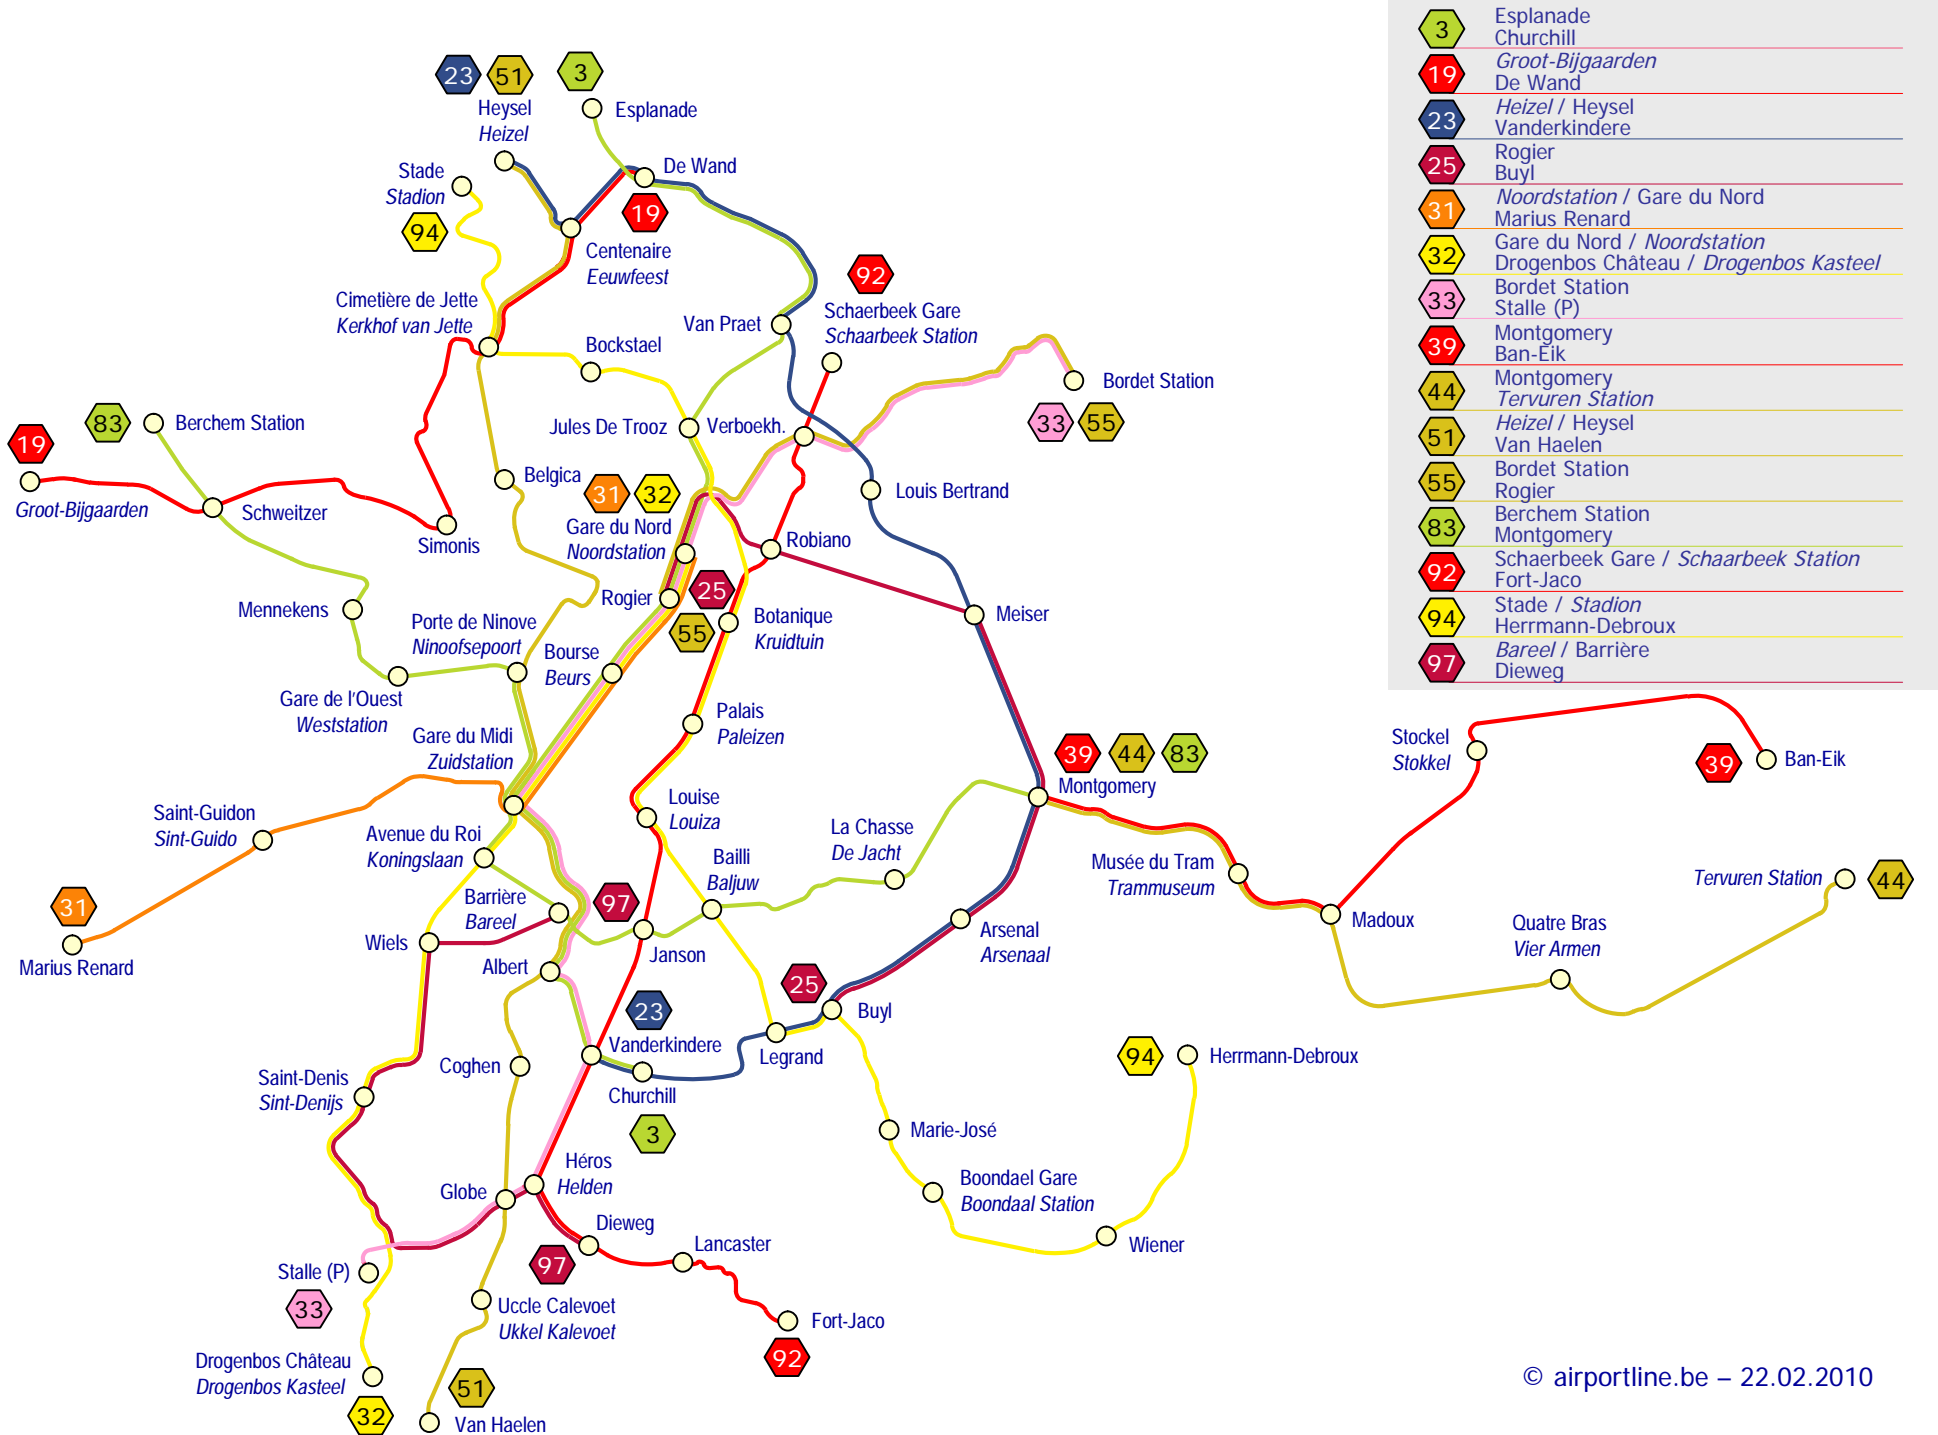 23
51
3
Heysel
Heizel
Esplanade
De Wand
19
Stade
Stadion
94
Centenaire
Eeuwfeest
92
Schaerbeek Gare
Schaarbeek Station
Cimetière de Jette
Kerkhof van Jette
Van Praet
Bockstael
Bordet Station
33
55
19
83
Berchem Station
Jules De Trooz
Verboekh.
Groot-Bijgaarden
Schweitzer
Simonis
Belgica
31
32
Gare du Nord
Noordstation
Louis Bertrand
Robiano
Mennekens
Rogier
25
55
Botanique
Kruidtuin
Meiser
Porte de Ninove
Ninoofsepoort
Bourse
Beurs
Gare de l'Ouest
Weststation
Palais
Paleizen
Gare du Midi
Zuidstation
39
44
83
Montgomery
Stockel
Stokkel
39
Ban-Eik
Saint-Guidon
Sint-Guido
Avenue du Roi
Koningslaan
Louise
Louiza
La Chasse
De Jacht
Bailli
Baljuw
Musée du Tram
Trammuseum
Tervuren Station
44
31
Marius Renard
Barrière
Bareel
97
Wiels
Albert
Janson
Arsenal
Arsenaal
Madoux
Quatre Bras
Vier Armen
25
Buyl
23
Vanderkindere
Legrand
Coghen
Churchill
3
94
Herrmann-Debroux
Saint-Denis
Sint-Denijs
Marie-José
Héros
Helden
Globe
Boondael Gare
Boondaal Station
Dieweg
97
Lancaster
Wiener
Stalle (P)
33
Uccle Calevoet
Ukkel Kalevoet
Fort-Jaco
92
Drogenbos Château
Drogenbos Kasteel
32
51
Van Haelen
3 Esplanade
Churchill
19 Groot-Bijgaarden
De Wand
23 Heizel / Heysel
Vanderkindere
25 Rogier
Buyl
31 Noordstation / Gare du Nord
Marius Renard
32 Gare du Nord / Noordstation
Drogenbos Château / Drogenbos Kasteel
33 Bordet Station
Stalle (P)
39 Montgomery
Ban-Eik
44 Montgomery
Tervuren Station
51 Heizel / Heysel
Van Haelen
55 Bordet Station
Rogier
83 Berchem Station
Montgomery
92 Schaerbeek Gare / Schaarbeek Station
Fort-Jaco
94 Stade / Stadion
Herrmann-Debroux
97 Bareel / Barrière
Dieweg
© airportline.be – 22.02.2010